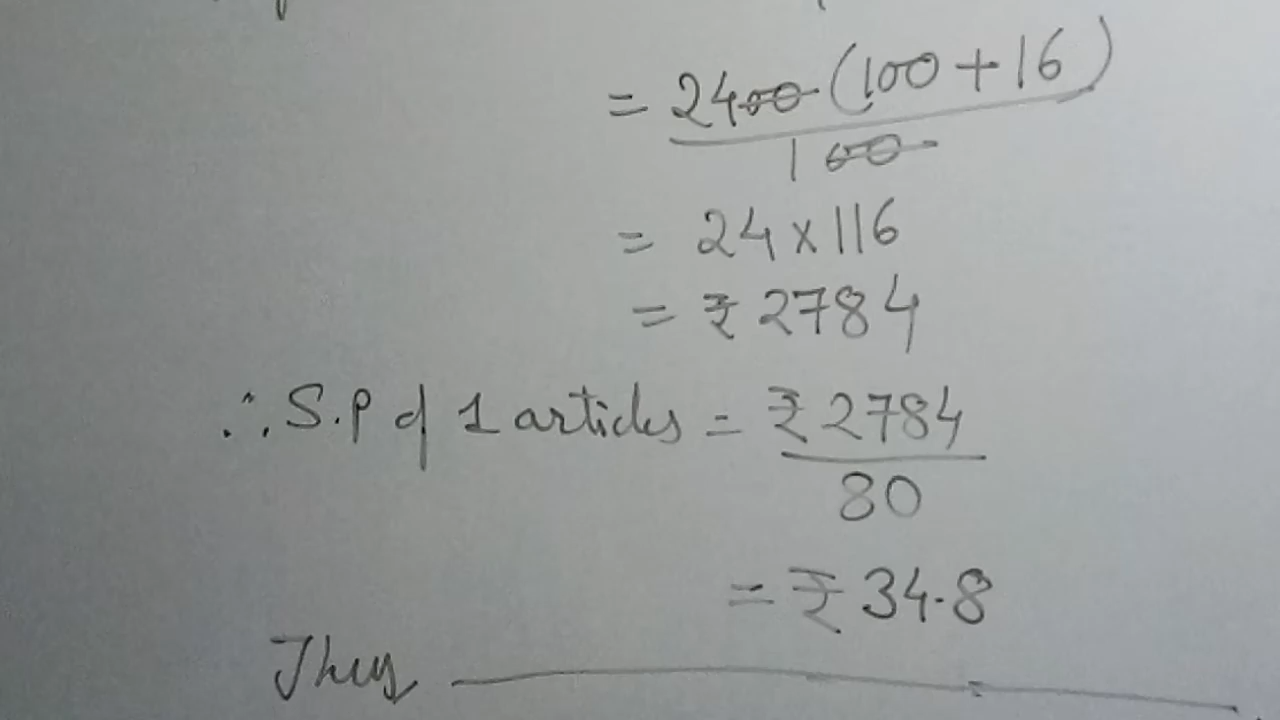 = 2400 (100 + 16)
100
= 24 x 116
= ₹ 2784
∴ S.P of 1 articles = ₹ 2784
80
= ₹ 34.8
Thus